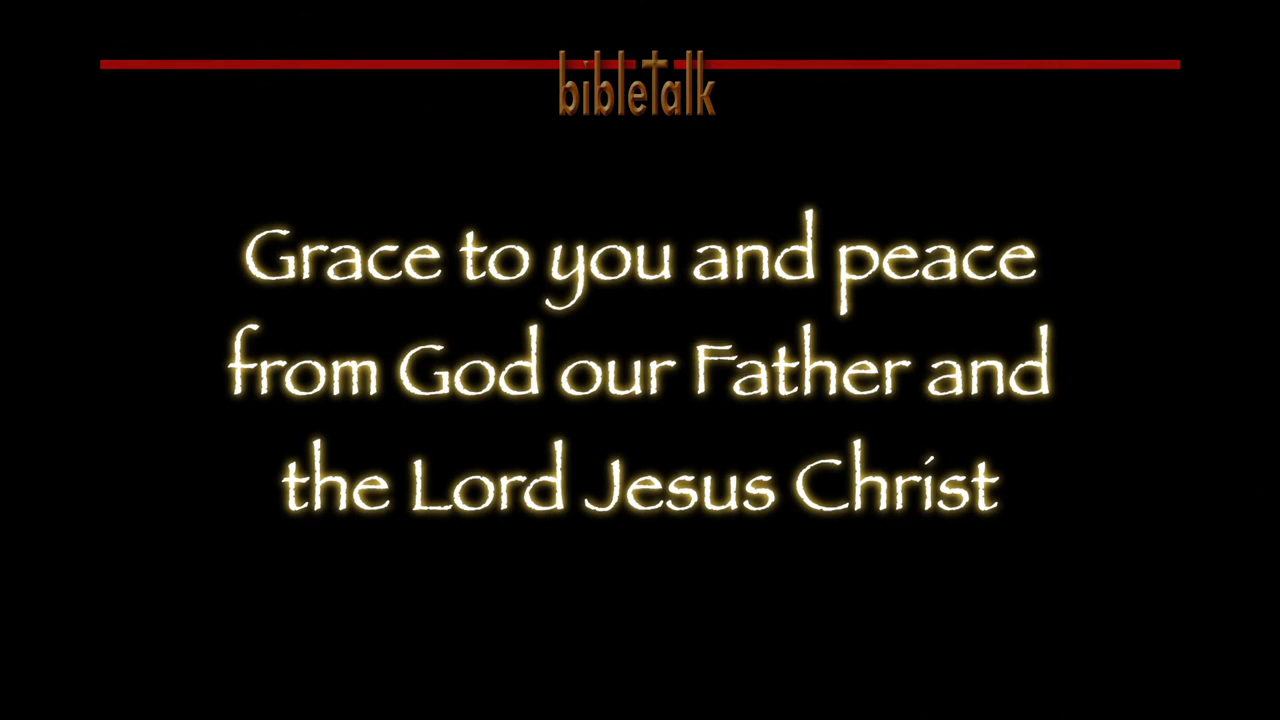 bibleTalk
Grace to you and peace
from God our Father and
the Lord Jesus Christ